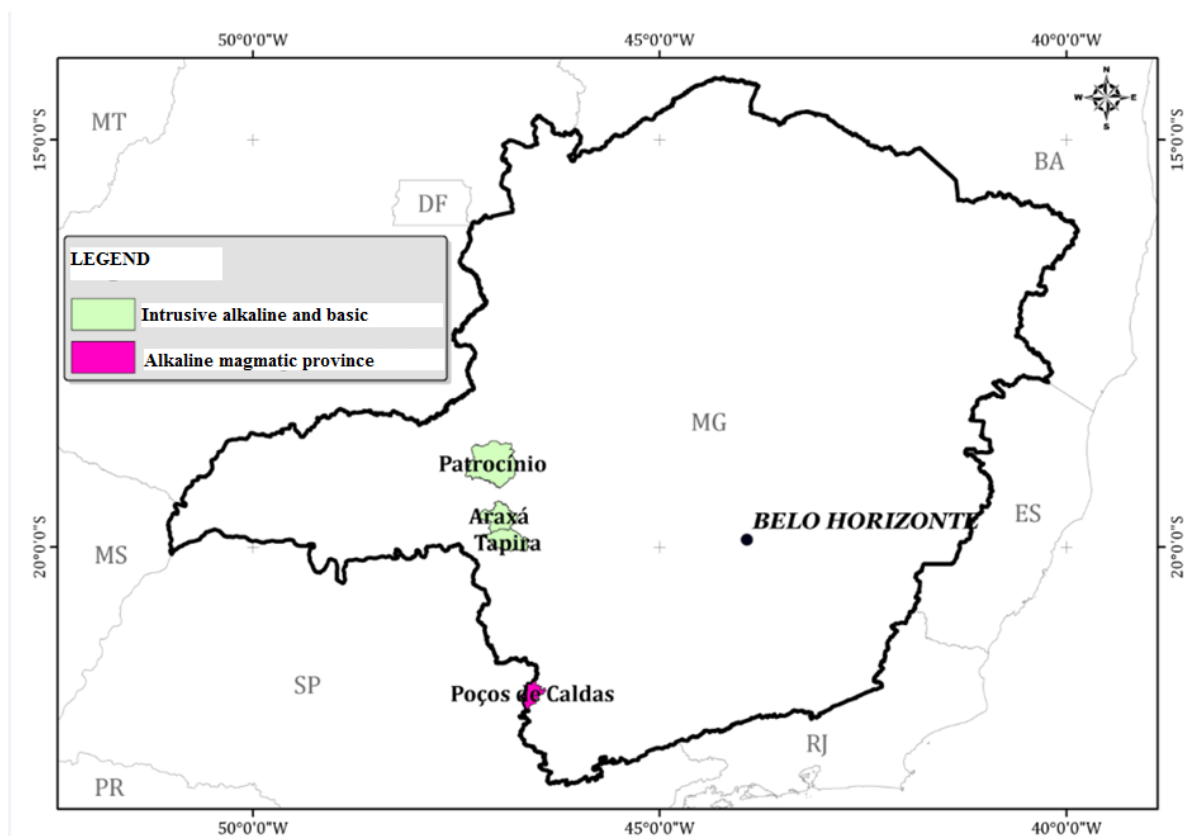 50°0'0"W 45°0'0"W 40°0'0"W
N
W E
S
15°0'0"S 15°0'0"S
MT
BA
DF
LEGEND
Intrusive alkaline and basic
Alkaline magmatic province
MG
Patrocínio
Araxá
BELO HORIZONTE
ES
Tapira
20°0'0"S 20°0'0"S
MS
SP
Poços de Caldas
RJ
PR
50°0'0"W 45°0'0"W 40°0'0"W